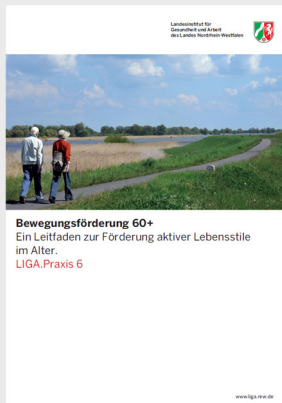 Landesinstitut für
Gesundheit und Arbeit
des Landes Nordrhein-Westfalen
Bewegungsförderung 60+
Ein Leitfaden zur Förderung aktiver Lebensstile
im Alter.
LIGA.Praxis 6
www.liga.nrw.de